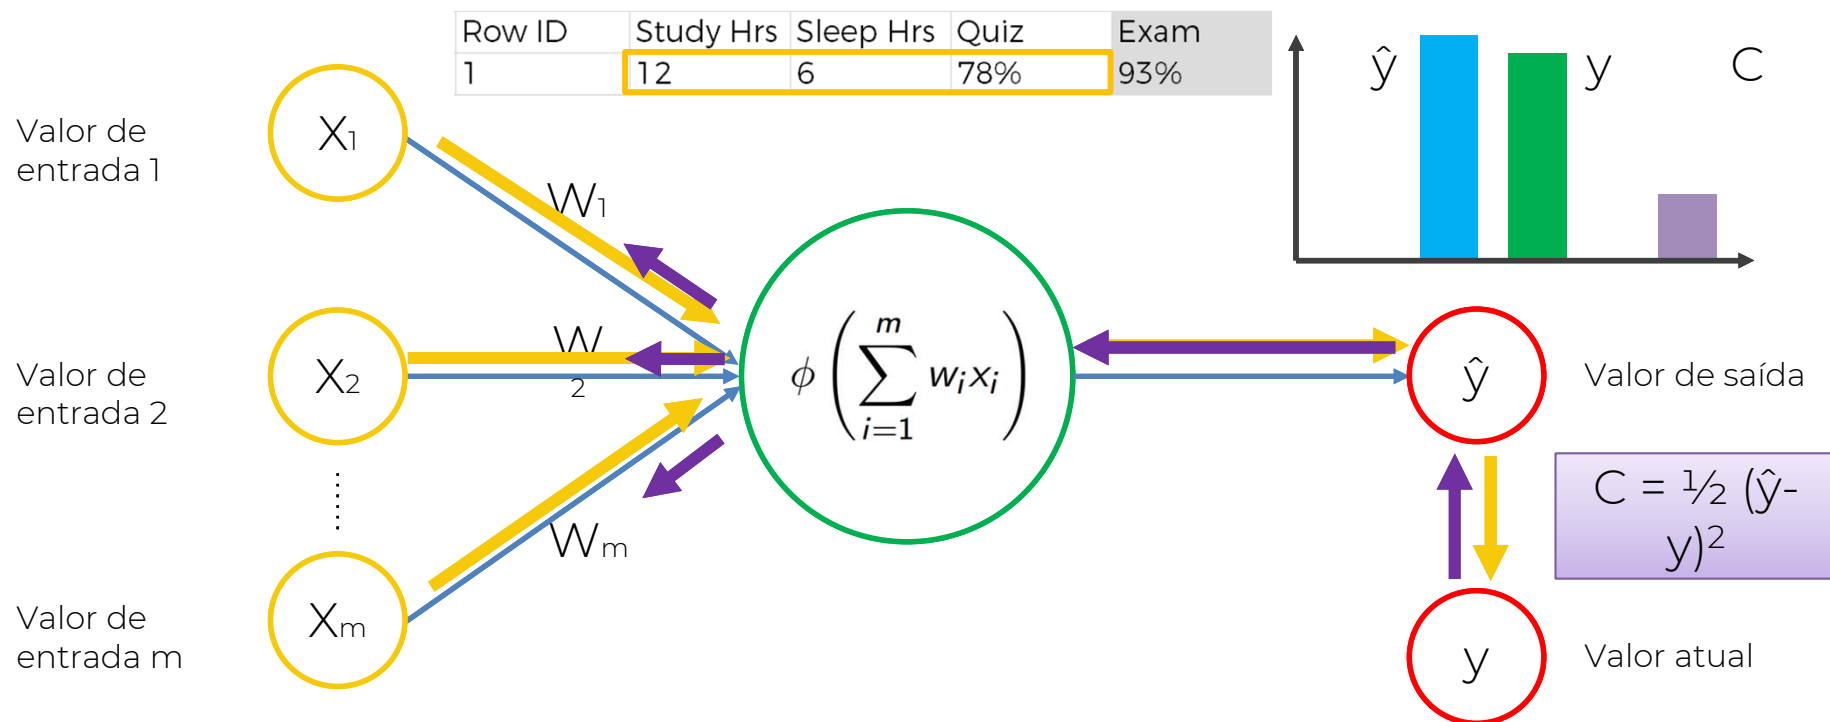 Row ID Study Hrs Sleep Hrs Quiz Exam
1 12 6 78% 93%
ŷ y C
Valor de
entrada 1
X1
W1
Valor de
entrada 2
X2
W
2
ϕ ( ∑ i=1 m wixi )
ŷ
Valor de saída
C = ½ (ŷ-
y)²
Valor de
entrada m
Xm
Wm
y
Valor atual